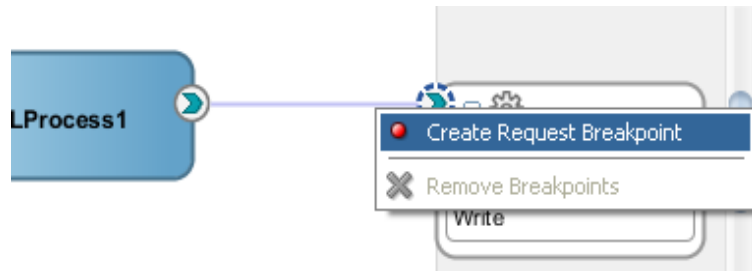 LProcess1
Create Request Breakpoint
Remove Breakpoints
Write